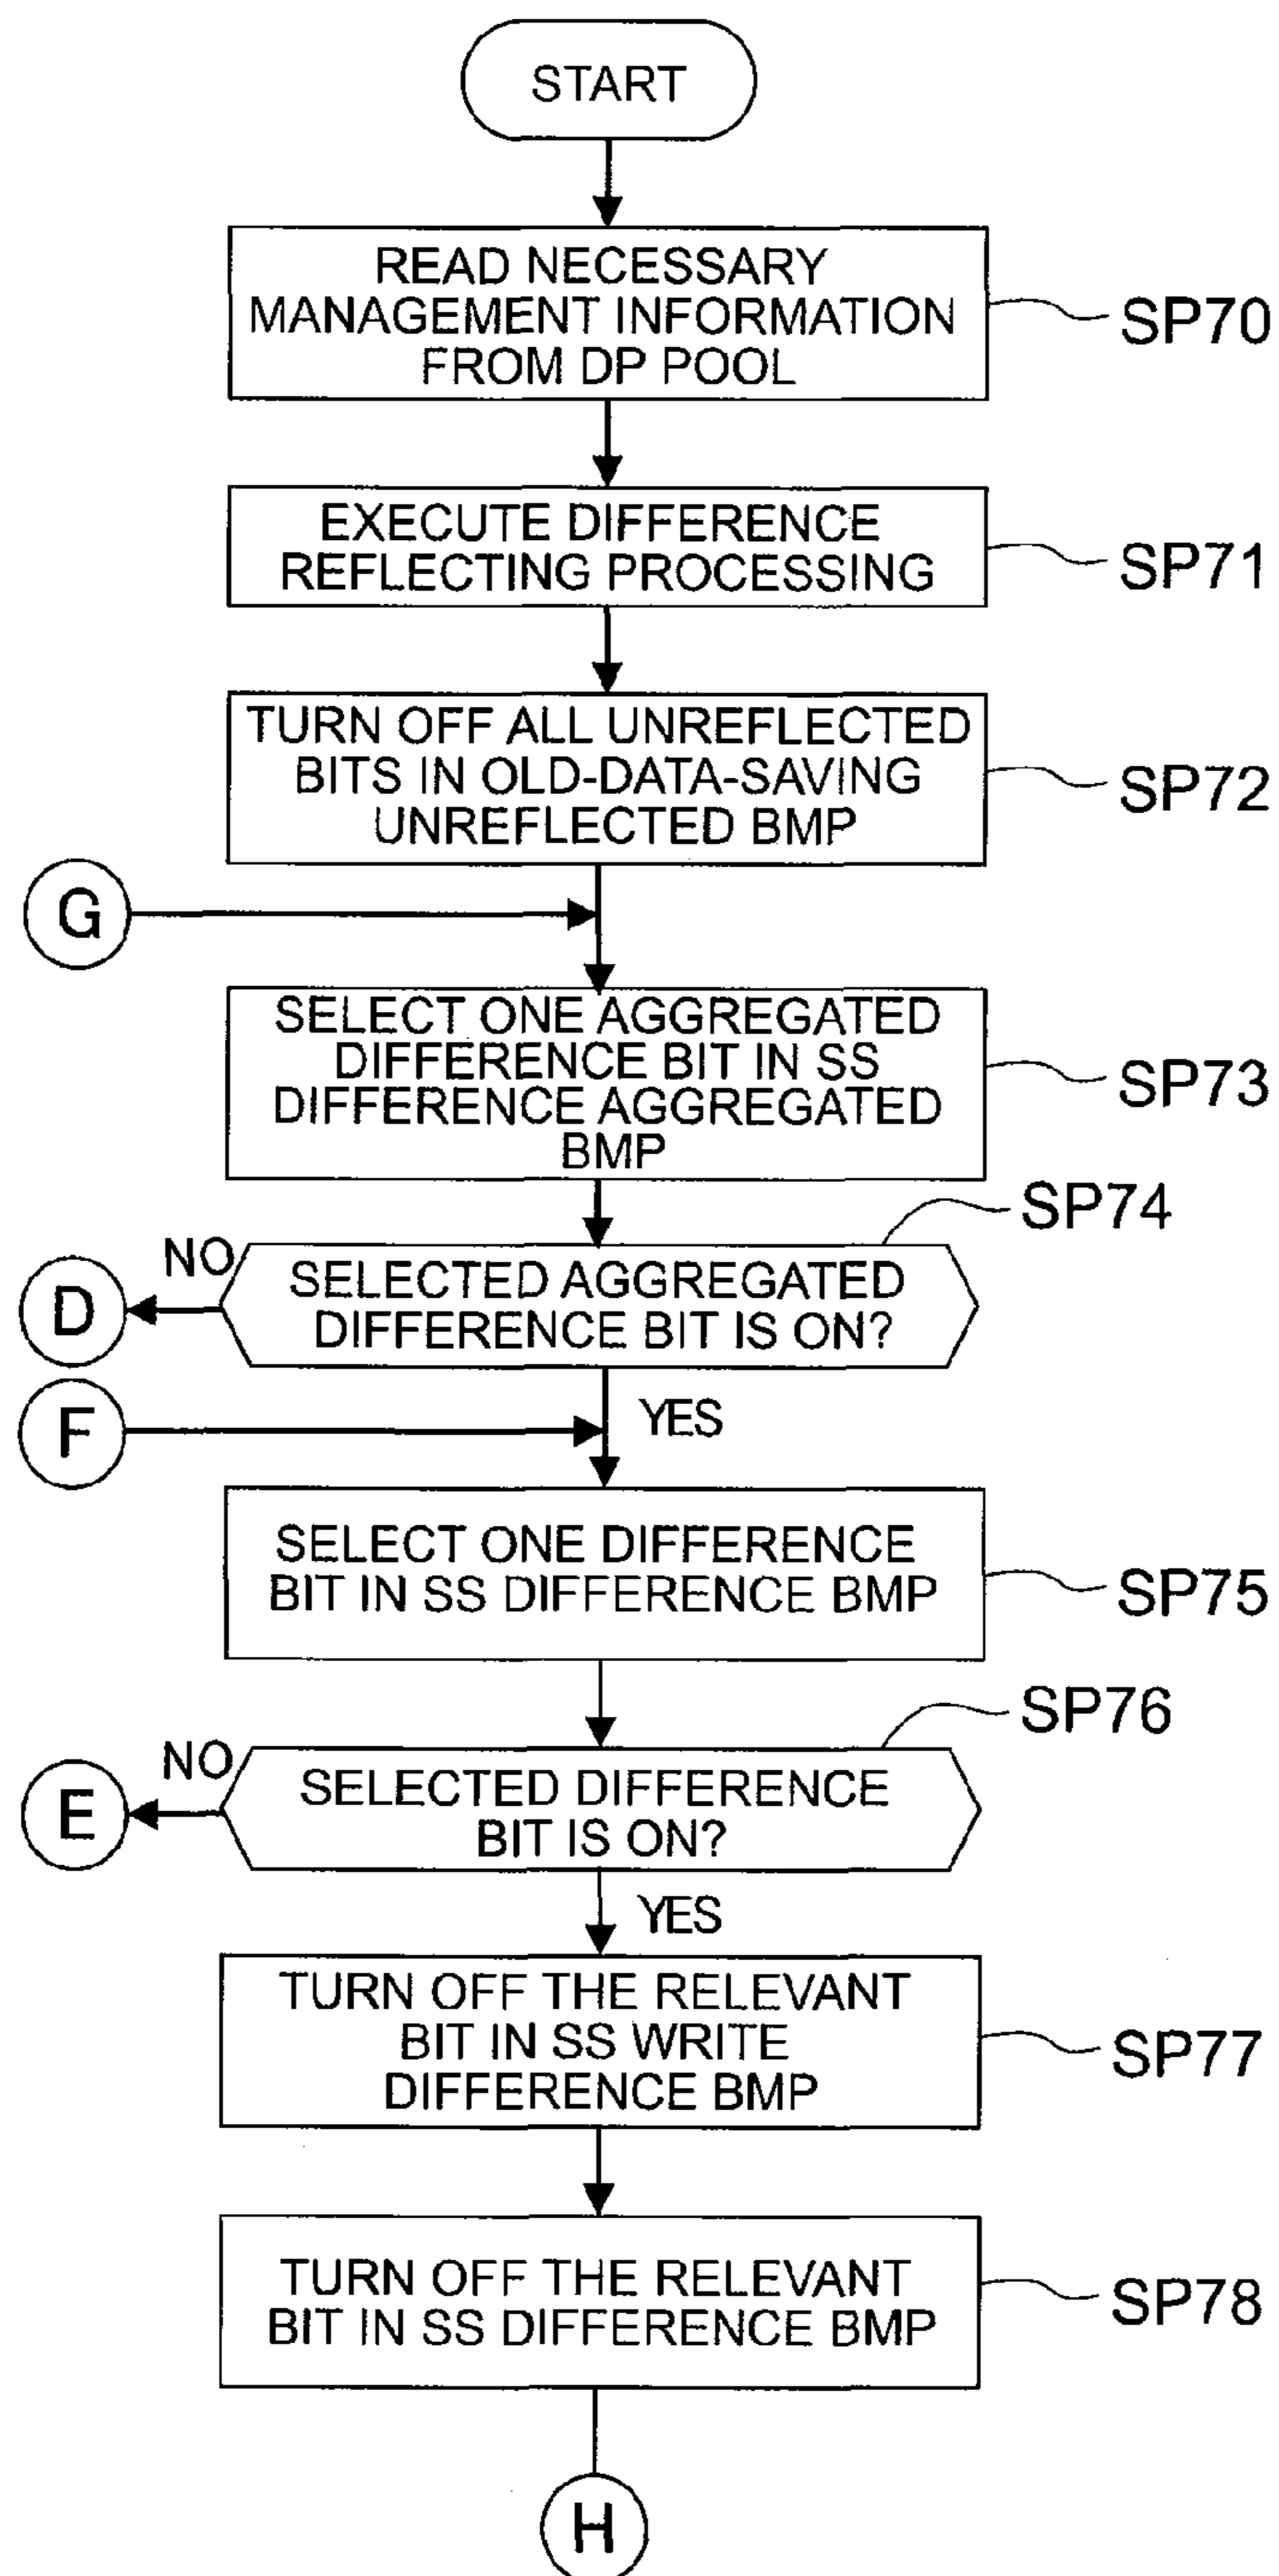 START
READ NECESSARY
MANAGEMENT INFORMATION
FROM DP POOL
SP70
EXECUTE DIFFERENCE
REFLECTING PROCESSING
SP71
TURN OFF ALL UNREFLECTED
BITS IN OLD-DATA-SAVING
UNREFLECTED BMP
SP72
G
SELECT ONE AGGREGATED
DIFFERENCE BIT IN SS
DIFFERENCE AGGREGATED
BMP
SP73
SP74
NO
SELECTED AGGREGATED
DIFFERENCE BIT IS ON?
D
YES
F
SELECT ONE DIFFERENCE
BIT IN SS DIFFERENCE BMP
SP75
SP76
NO
SELECTED DIFFERENCE
BIT IS ON?
E
YES
TURN OFF THE RELEVANT
BIT IN SS WRITE
DIFFERENCE BMP
SP77
TURN OFF THE RELEVANT
BIT IN SS DIFFERENCE BMP
SP78
H